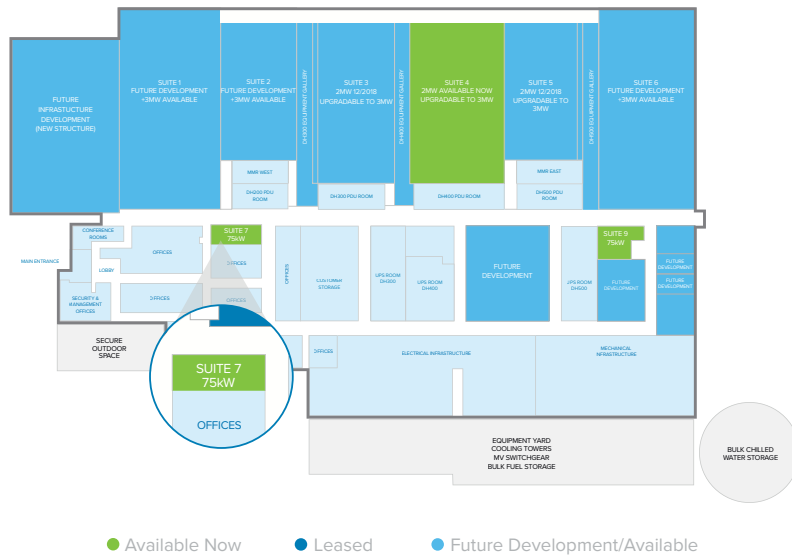 SUITE 1
FUTURE DEVELOPMENT
+3MW AVAILABLE
SUITE 2
FUTURE DEVELOPMENT
+3MW AVAILABLE
DH300 EQUIPMENT GALLERY
SUITE 3
2MW 12/2018
UPGRADABLE TO 3MW
DH400 EQUIPMENT GALLERY
SUITE 4
2MW AVAILABLE NOW
UPGRADABLE TO 3MW
SUITE 5
2MW 12/2018
UPGRADABLE TO
3MW
DH500 EQUIPMENT GALLERY
SUITE 6
FUTURE DEVELOPMENT
+3MW AVAILABLE
FUTURE
INFRASTUCTURE
DEVELOPMENT
(NEW STRUCTURE)
MMR WEST
MMR EAST
DH200 PDU
ROOM
DH300 PDU ROOM
DH400 PDU ROOM
DH500 PDU
ROOM
CONFERENCE
ROOMS
OFFICES
SUITE 7
75kW
SUITE 9
75kW
MAIN ENTRANCE
LOBBY
OFFICES
OFFICES
CUSTOMER
STORAGE
UPS ROOM
DH300
UPS ROOM
DH400
FUTURE
DEVELOPMENT
UPS ROOM
DH500
FUTURE
DEVELOPMENT
FUTURE
DEVELOPMENT
FUTURE
DEVELOPMENT
SECURITY &
MANAGEMENT
OFFICES
OFFICES
OFFICES
SECURE
OUTDOOR
SPACE
OFFICES
ELECTRICAL INFRASTRUCTURE
MECHANICAL
INFRASTRUCTURE
SUITE 7
75kW
OFFICES
EQUIPMENT YARD
COOLING TOWERS
MV SWITCHGEAR
BULK FUEL STORAGE
BULK CHILLED
WATER STORAGE
Available Now
Leased
Future Development/Available